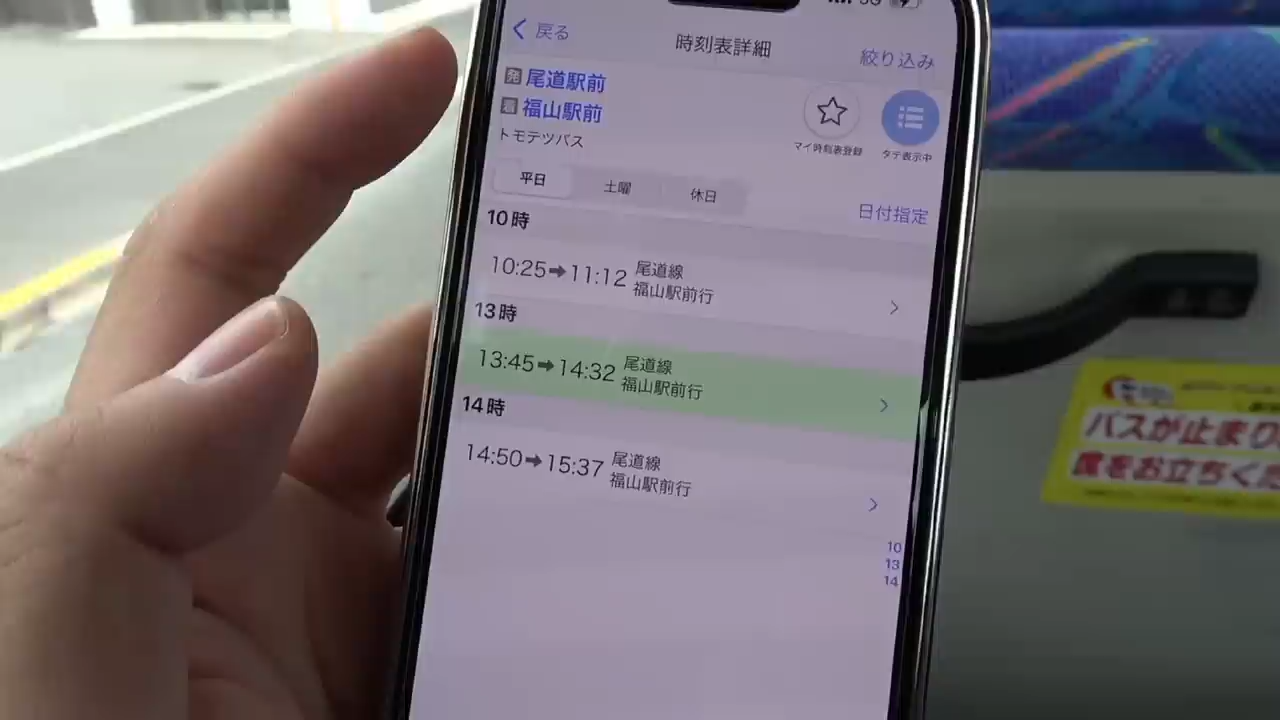 5G
戻る
時刻表詳細
絞り込み
発 尾道駅前
着 福山駅前
トモテツバス
マイ時刻表登録
タテ表示中
平日
土曜
休日
日付指定
10時
10:25➡11:12 尾道線
福山駅前行
13時
13:45➡14:32 尾道線
福山駅前行
14時
14:50➡15:37 尾道線
福山駅前行
10
13
14
バスが止まり
席をお立ちくだ